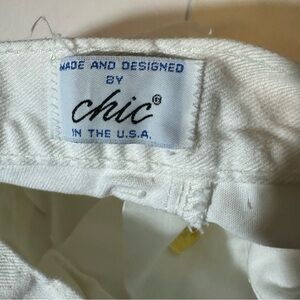 MADE AND DESIGNED
BY
chic®
IN THE U.S.A.